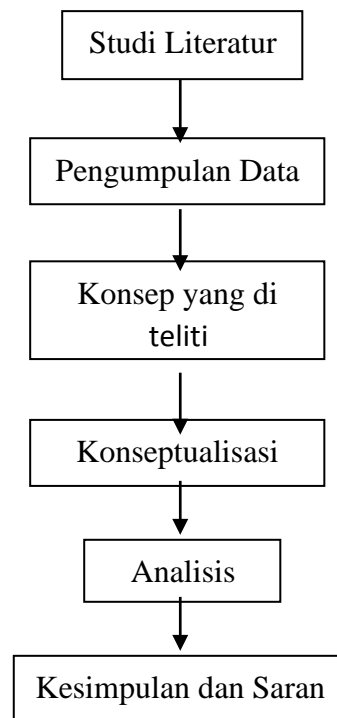 Studi Literatur
Pengumpulan Data
Konsep yang di
teliti
Konseptualisasi
Analisis
Kesimpulan dan Saran